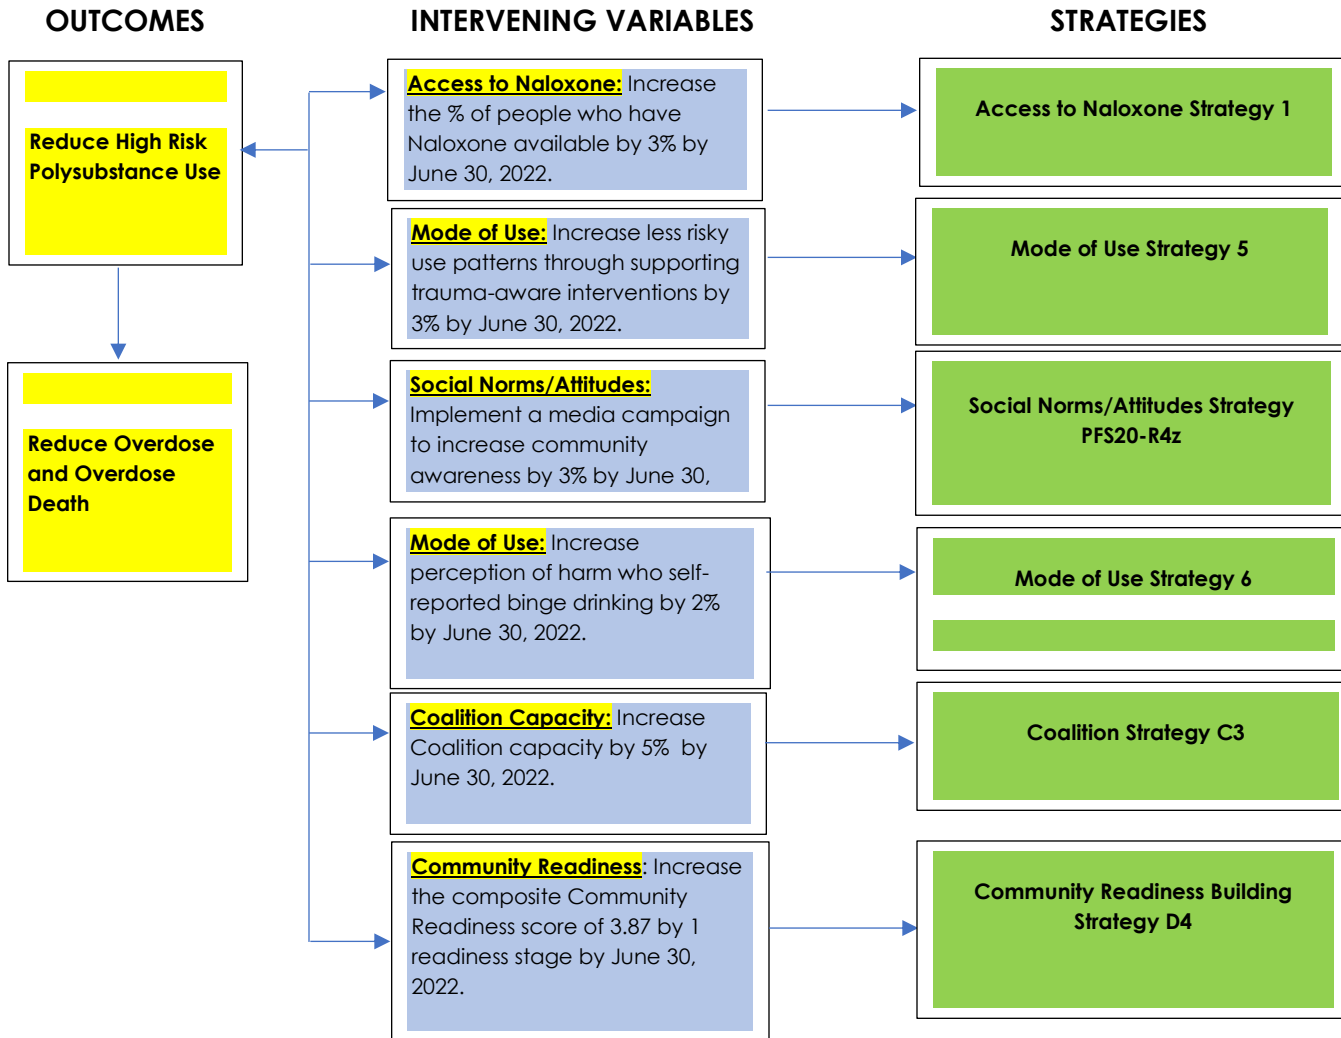 OUTCOMES
INTERVENING VARIABLES
STRATEGIES
Reduce High Risk
Polysubstance Use
Reduce Overdose
and Overdose
Death
Access to Naloxone: Increase
the % of people who have
Naloxone available by 3% by
June 30, 2022.
Mode of Use: Increase less risky
use patterns through supporting
trauma-aware interventions by
3% by June 30, 2022.
Social Norms/Attitudes:
Implement a media campaign
to increase community
awareness by 3% by June 30,
Mode of Use: Increase
perception of harm who self-
reported binge drinking by 2%
by June 30, 2022.
Coalition Capacity: Increase
Coalition capacity by 5% by
June 30, 2022.
Community Readiness: Increase
the composite Community
Readiness score of 3.87 by 1
readiness stage by June 30,
2022.
Access to Naloxone Strategy 1
Mode of Use Strategy 5
Social Norms/Attitudes Strategy
PFS20-R4z
Mode of Use Strategy 6
Coalition Strategy C3
Community Readiness Building
Strategy D4